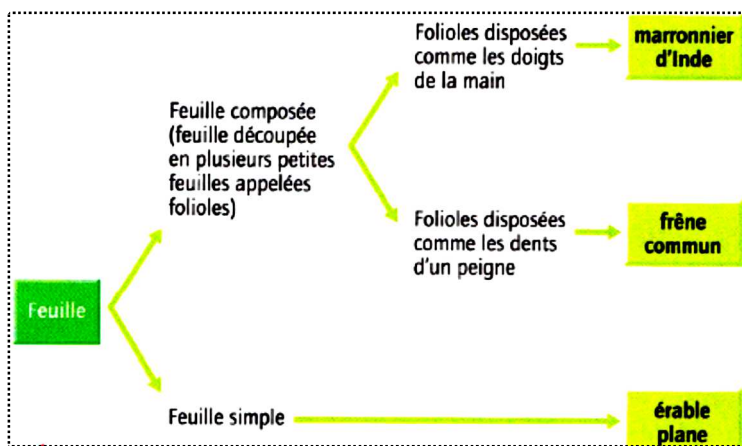 Folioles disposées
comme les doigts
de la main
marronnier
d'Inde
Feuille composée
(feuille découpée
en plusieurs petites
feuilles appelées
folioles)
Folioles disposées
comme les dents
d'un peigne
frêne
commun
Feuille
Feuille simple
érable
plane